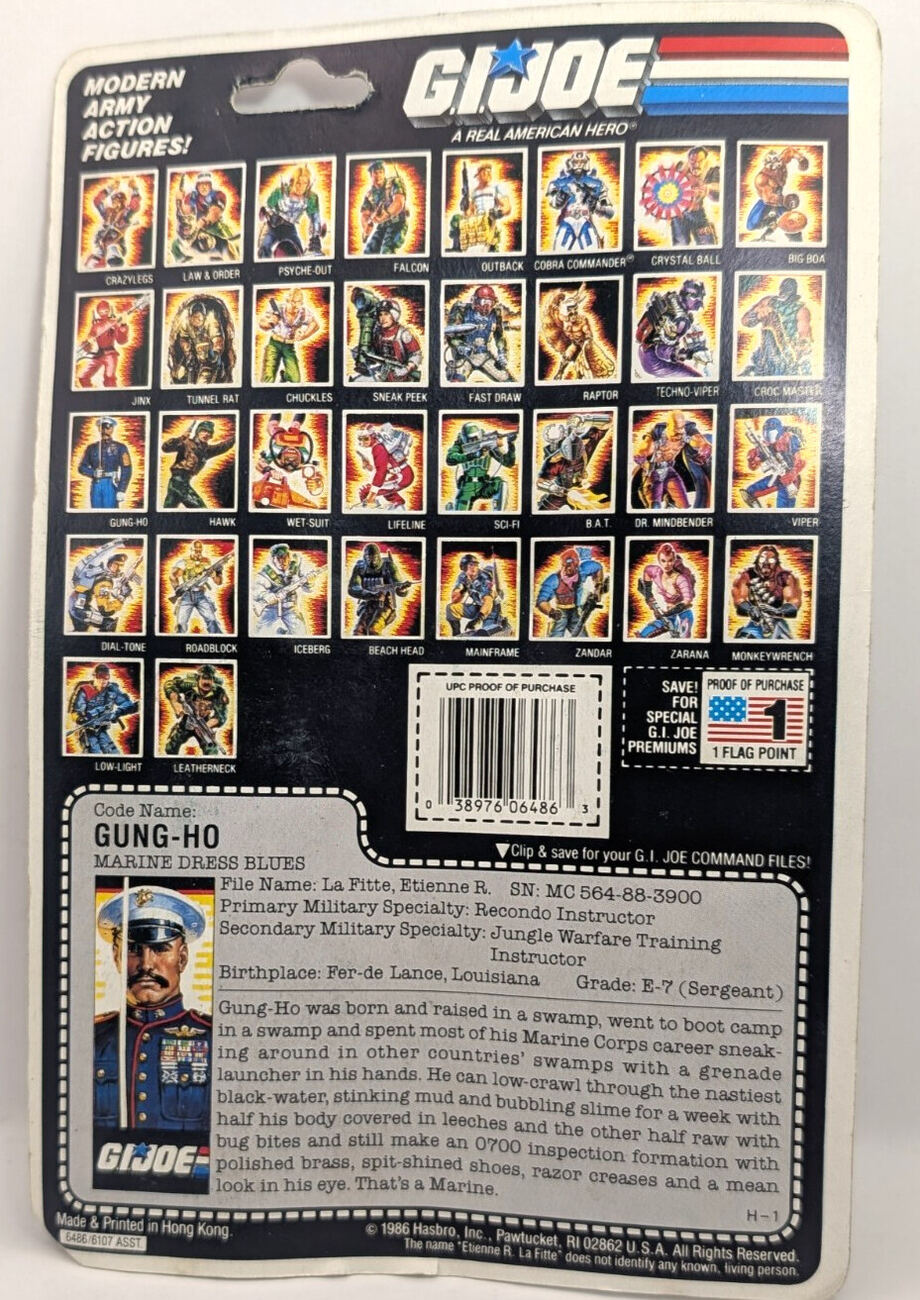 MODERN
ARMY
ACTION
FIGURES!
G.I.JOE
A REAL AMERICAN HERO®
CRAZYLEGS LAW & ORDER PSYCHE-OUT FALCON OUTBACK COBRA COMMANDER® CRYSTAL BALL BIG BOA
JINX TUNNEL RAT CHUCKLES SNEAK PEEK FAST DRAW RAPTOR TECHNO-VIPER CROC MASTER
GUNG-HO HAWK WET-SUIT LIFELINE SCI-FI B.A.T. DR. MINDBENDER VIPER
DIAL-TONE ROADBLOCK ICEBERG BEACH HEAD MAINFRAME ZANDAR ZARANA MONKEYWRENCH
LOW-LIGHT LEATHERNECK
UPC PROOF OF PURCHASE
0 38976 06486 3
SAVE!
FOR
SPECIAL
G.I. JOE
PREMIUMS
PROOF OF PURCHASE
1
1 FLAG POINT
▼Clip & save for your G.I. JOE COMMAND FILES!
Code Name:
GUNG-HO
MARINE DRESS BLUES
File Name: La Fitte, Etienne R. SN: MC 564-88-3900
Primary Military Specialty: Recondo Instructor
Secondary Military Specialty: Jungle Warfare Training
Instructor
Birthplace: Fer-de Lance, Louisiana Grade: E-7 (Sergeant)
Gung-Ho was born and raised in a swamp, went to boot camp
in a swamp and spent most of his Marine Corps career sneak-
ing around in other countries' swamps with a grenade
launcher in his hands. He can low-crawl through the nastiest
black-water, stinking mud and bubbling slime for a week with
half his body covered in leeches and the other half raw with
bug bites and still make an 0700 inspection formation with
polished brass, spit-shined shoes, razor creases and a mean
look in his eye. That's a Marine.
G.I.JOE
H-1
Made & Printed in Hong Kong.
6486/6107 ASST.
© 1986 Hasbro, Inc., Pawtucket, RI 02862 U.S.A. All Rights Reserved.
The name "Etienne R. La Fitte" does not identify any known, living person.